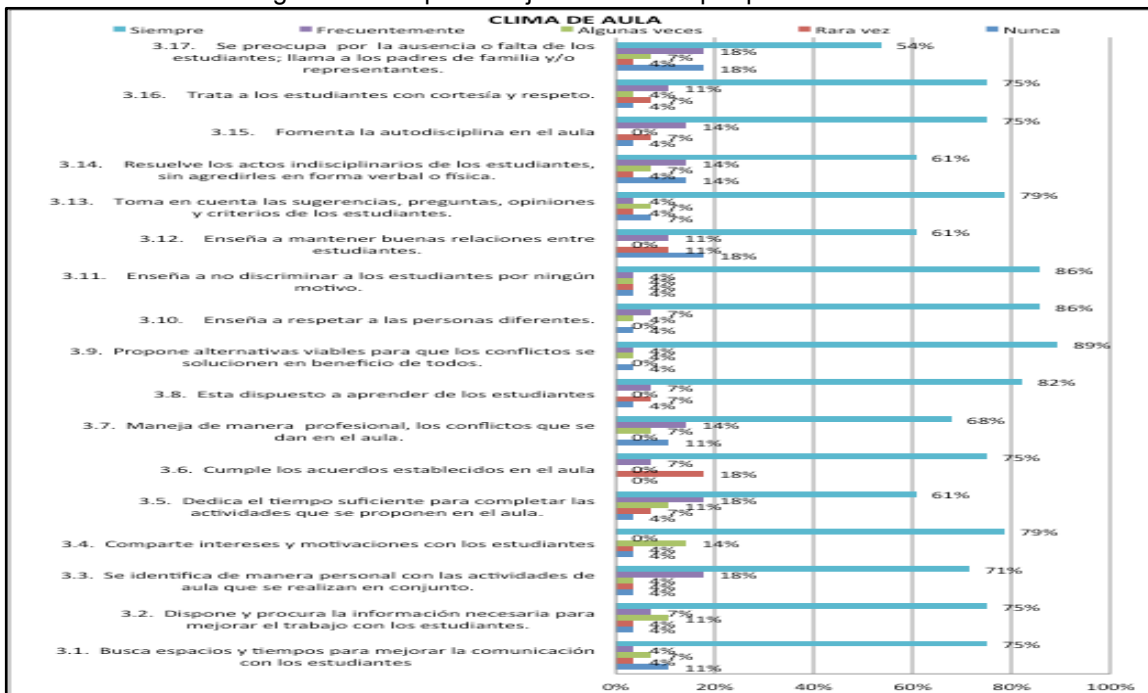 CLIMA DE AULA
Siempre Frecuentemente Algunas veces Rara vez Nunca
3.17. Se preocupa por la ausencia o falta de los
estudiantes; llama a los padres de familia y/o
representantes.
54%
18%
7%
4%
18%
3.16. Trata a los estudiantes con cortesía y respeto.
75%
11%
4%
7%
4%
3.15. Fomenta la autodisciplina en el aula
75%
14%
0%
7%
4%
3.14. Resuelve los actos indisciplinarios de los estudiantes,
sin agredirles en forma verbal o física.
61%
14%
7%
4%
14%
3.13. Toma en cuenta las sugerencias, preguntas, opiniones
y criterios de los estudiantes.
79%
4%
7%
4%
7%
3.12. Enseña a mantener buenas relaciones entre
estudiantes.
61%
11%
0%
11%
18%
3.11. Enseña a no discriminar a los estudiantes por ningún
motivo.
86%
4%
4%
4%
4%
3.10. Enseña a respetar a las personas diferentes.
86%
7%
4%
0%
4%
3.9. Propone alternativas viables para que los conflictos se
solucionen en beneficio de todos.
89%
4%
4%
0%
4%
3.8. Esta dispuesto a aprender de los estudiantes
82%
7%
0%
7%
4%
3.7. Maneja de manera profesional, los conflictos que se
dan en el aula.
68%
14%
7%
0%
11%
3.6. Cumple los acuerdos establecidos en el aula
75%
7%
0%
18%
0%
3.5. Dedica el tiempo suficiente para completar las
actividades que se proponen en el aula.
61%
18%
11%
7%
4%
3.4. Comparte intereses y motivaciones con los estudiantes
79%
0%
14%
4%
4%
3.3. Se identifica de manera personal con las actividades de
aula que se realizan en conjunto.
71%
18%
4%
4%
4%
3.2. Dispone y procura la información necesaria para
mejorar el trabajo con los estudiantes.
75%
7%
11%
4%
4%
3.1. Busca espacios y tiempos para mejorar la comunicación
con los estudiantes
75%
4%
7%
4%
11%
0% 20% 40% 60% 80% 100%